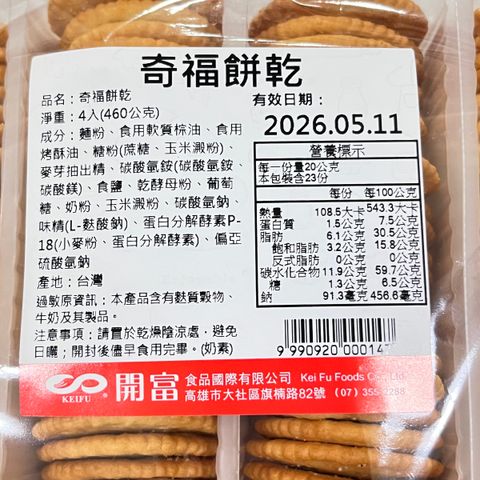 奇福餅乾
品名：奇福餅乾
淨重：4入(460公克)
成分：麵粉、食用軟質棕油、食用
烤酥油、糖粉(蔗糖、玉米澱粉)、
麥芽抽出精、碳酸氫銨(碳酸氫銨、
碳酸鎂)、食鹽、乾酵母粉、葡萄
糖、奶粉、玉米澱粉、碳酸氫鈉、
味精(L-麩酸鈉)、蛋白分解酵素P-
18(小麥粉、蛋白分解酵素)、偏亞
硫酸氫鈉
產地：台灣
過敏原資訊：本產品含有麩質穀物、
牛奶及其製品。
注意事項：請置於乾燥陰涼處，避免
日曬；開封後儘早食用完畢。(奶素)
有效日期：
2026.05.11
營養標示
每一份量20公克
本包裝含23份
每份 每100公克
熱量 108.5大卡 543.3大卡
蛋白質 1.5公克 7.5公克
脂肪 6.1公克 30.5公克
飽和脂肪 3.2公克 15.8公克
反式脂肪 0公克 0公克
碳水化合物 11.9公克 59.7公克
糖 1.3公克 6.5公克
鈉 91.3毫克 456.6毫克
9 990920 000014
KEIFU
開富 食品國際有限公司 Kei Fu Foods Co., Ltd.
高雄市大社區旗楠路82號 (07) 355-